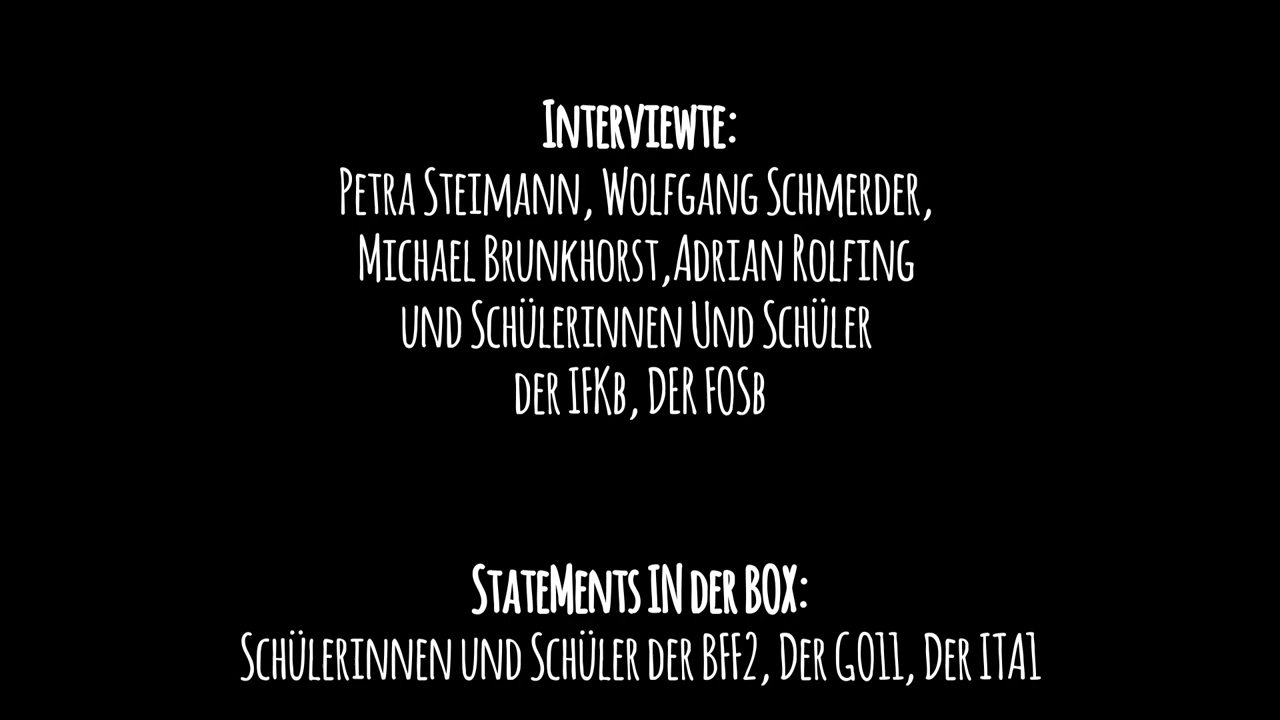 Interviewte:
Petra Steimann, Wolfgang Schmerder,
Michael Brunkhorst,Adrian Rolfing
und Schülerinnen Und Schüler
der IFKb, DER FOSb
StateMents IN der BOX:
Schülerinnen und Schüler der BFF2, Der GO11, Der ITA1